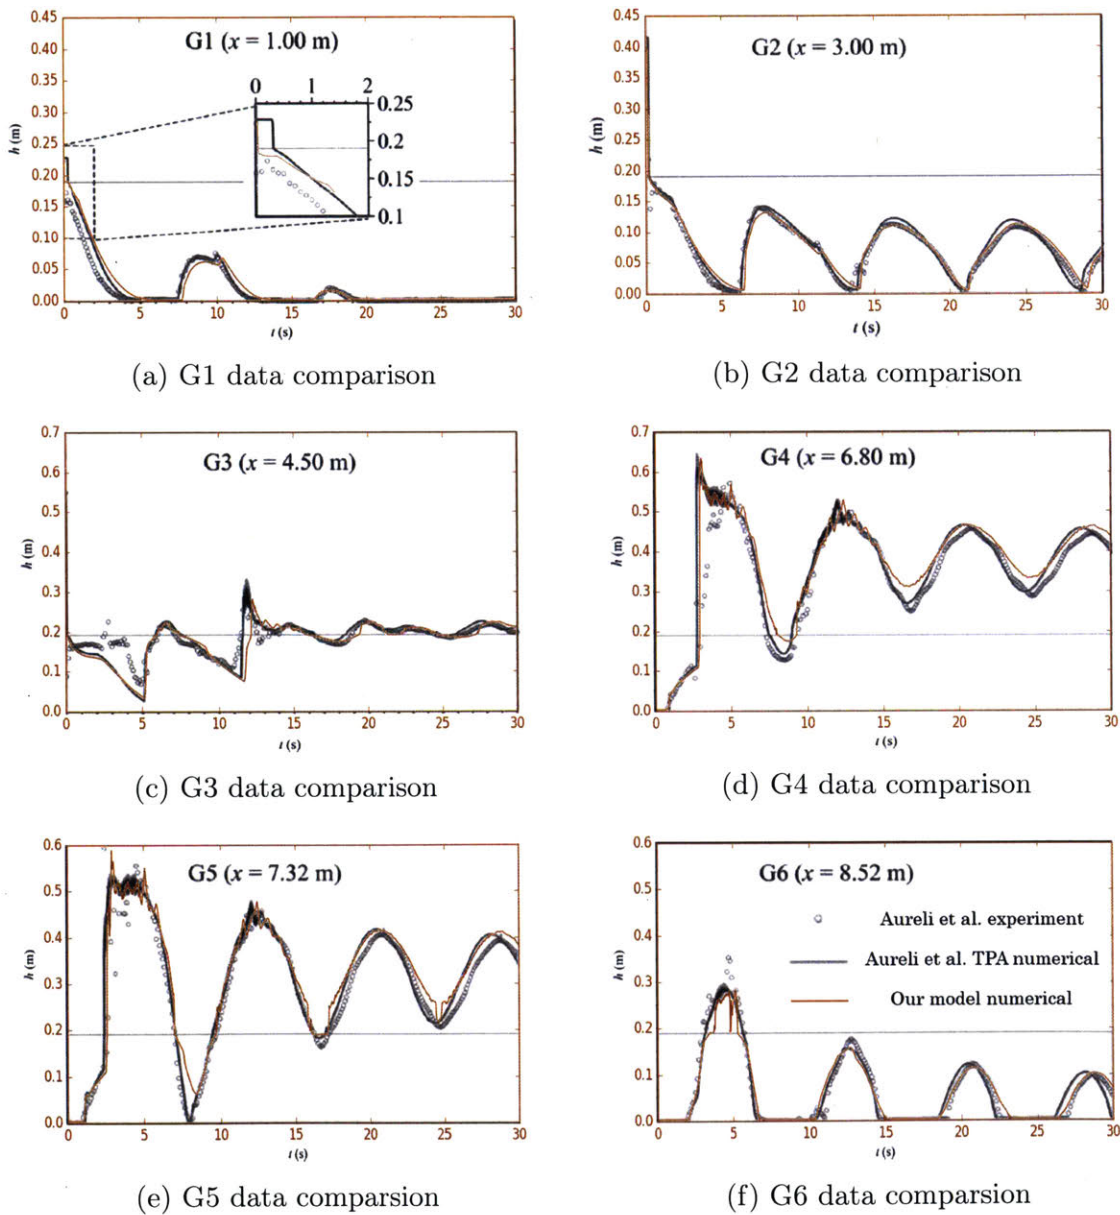 0.45
0.40
0.35
0.30
0.25
0.20
0.15
0.10
0.05
0.00
h (m)
G1 (x = 1.00 m)
0 1 2
0.25
0.2
0.15
0.1
0 5 10 15 20 25 30
t (s)
(a) G1 data comparison
0.45
0.40
0.35
0.30
0.25
0.20
0.15
0.10
0.05
0.00
h (m)
G2 (x = 3.00 m)
0 5 10 15 20 25 30
t (s)
(b) G2 data comparison
0.7
0.6
0.5
0.4
0.3
0.2
0.1
0.0
h (m)
G3 (x = 4.50 m)
0 5 10 15 20 25 30
t (s)
(c) G3 data comparison
0.7
0.6
0.5
0.4
0.3
0.2
0.1
0.0
h (m)
G4 (x = 6.80 m)
0 5 10 15 20 25 30
t (s)
(d) G4 data comparison
0.6
0.5
0.4
0.3
0.2
0.1
0.0
h (m)
G5 (x = 7.32 m)
0 5 10 15 20 25 30
t (s)
(e) G5 data comparsion
0.6
0.5
0.4
0.3
0.2
0.1
0.0
h (m)
G6 (x = 8.52 m)
Aureli et al. experiment
Aureli et al. TPA numerical
Our model numerical
0 5 10 15 20 25 30
t (s)
(f) G6 data comparsion